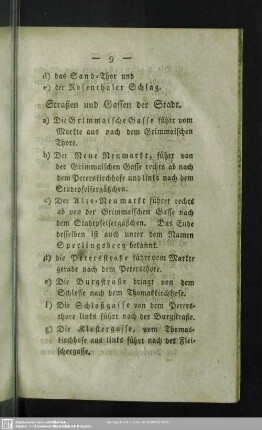 — 9 —
d) das Sand-Thor und
e) der Rosenthaler Schlag.
Straßen und Gassen der Stadt.
a) Die Grimmaische Gasse führt vom
Markte aus nach dem Grimmaischen
Thore.
b) Der Neue Neumarkt, führt von
der Grimmaischen Gasse rechts ab nach
dem Peterskirchhofe und links nach dem
Stadtpfeifergäßchen.
c) Der Alte-Neumarkt führet rechts
ab von der Grimmaischen Gasse nach
dem Stadtpfeifergäßchen. Das Ende
desselben ist auch unter dem Namen
Sperlingsberg bekannt.
d) die Petersstraße führt vom Markte
gerade nach dem Petersthore.
e) Die Burgstraße bringt von dem
Schlosse nach dem Thomaskirchhofe.
f) Die Schloßgasse von dem Peters-
thore links führt nach der Burgstraße.
g) Die Klostergasse, vom Thomas-
kirchhofe aus links führt nach der Flei-
schergasse.